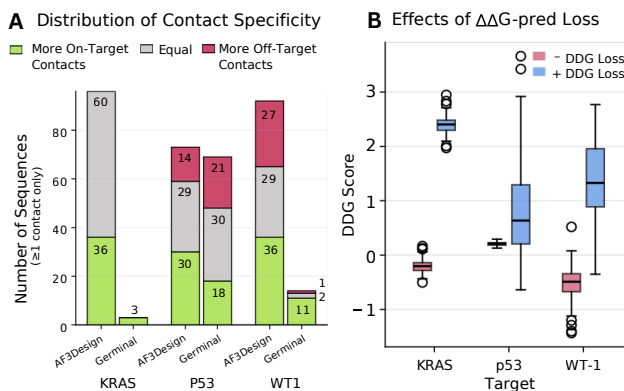 A Distribution of Contact Specificity
More On-Target Contacts
Equal
More Off-Target Contacts
Number of Sequences
(≥1 contact only)
80
60
40
20
0
60
36
3
14
29
30
21
30
18
27
29
36
1
2
11
AF3Design Germinal AF3Design Germinal AF3Design Germinal
KRAS P53 WT1
B Effects of ΔΔG-pred Loss
− DDG Loss
+ DDG Loss
DDG Score
3
2
1
0
−1
KRAS p53 WT-1
Target